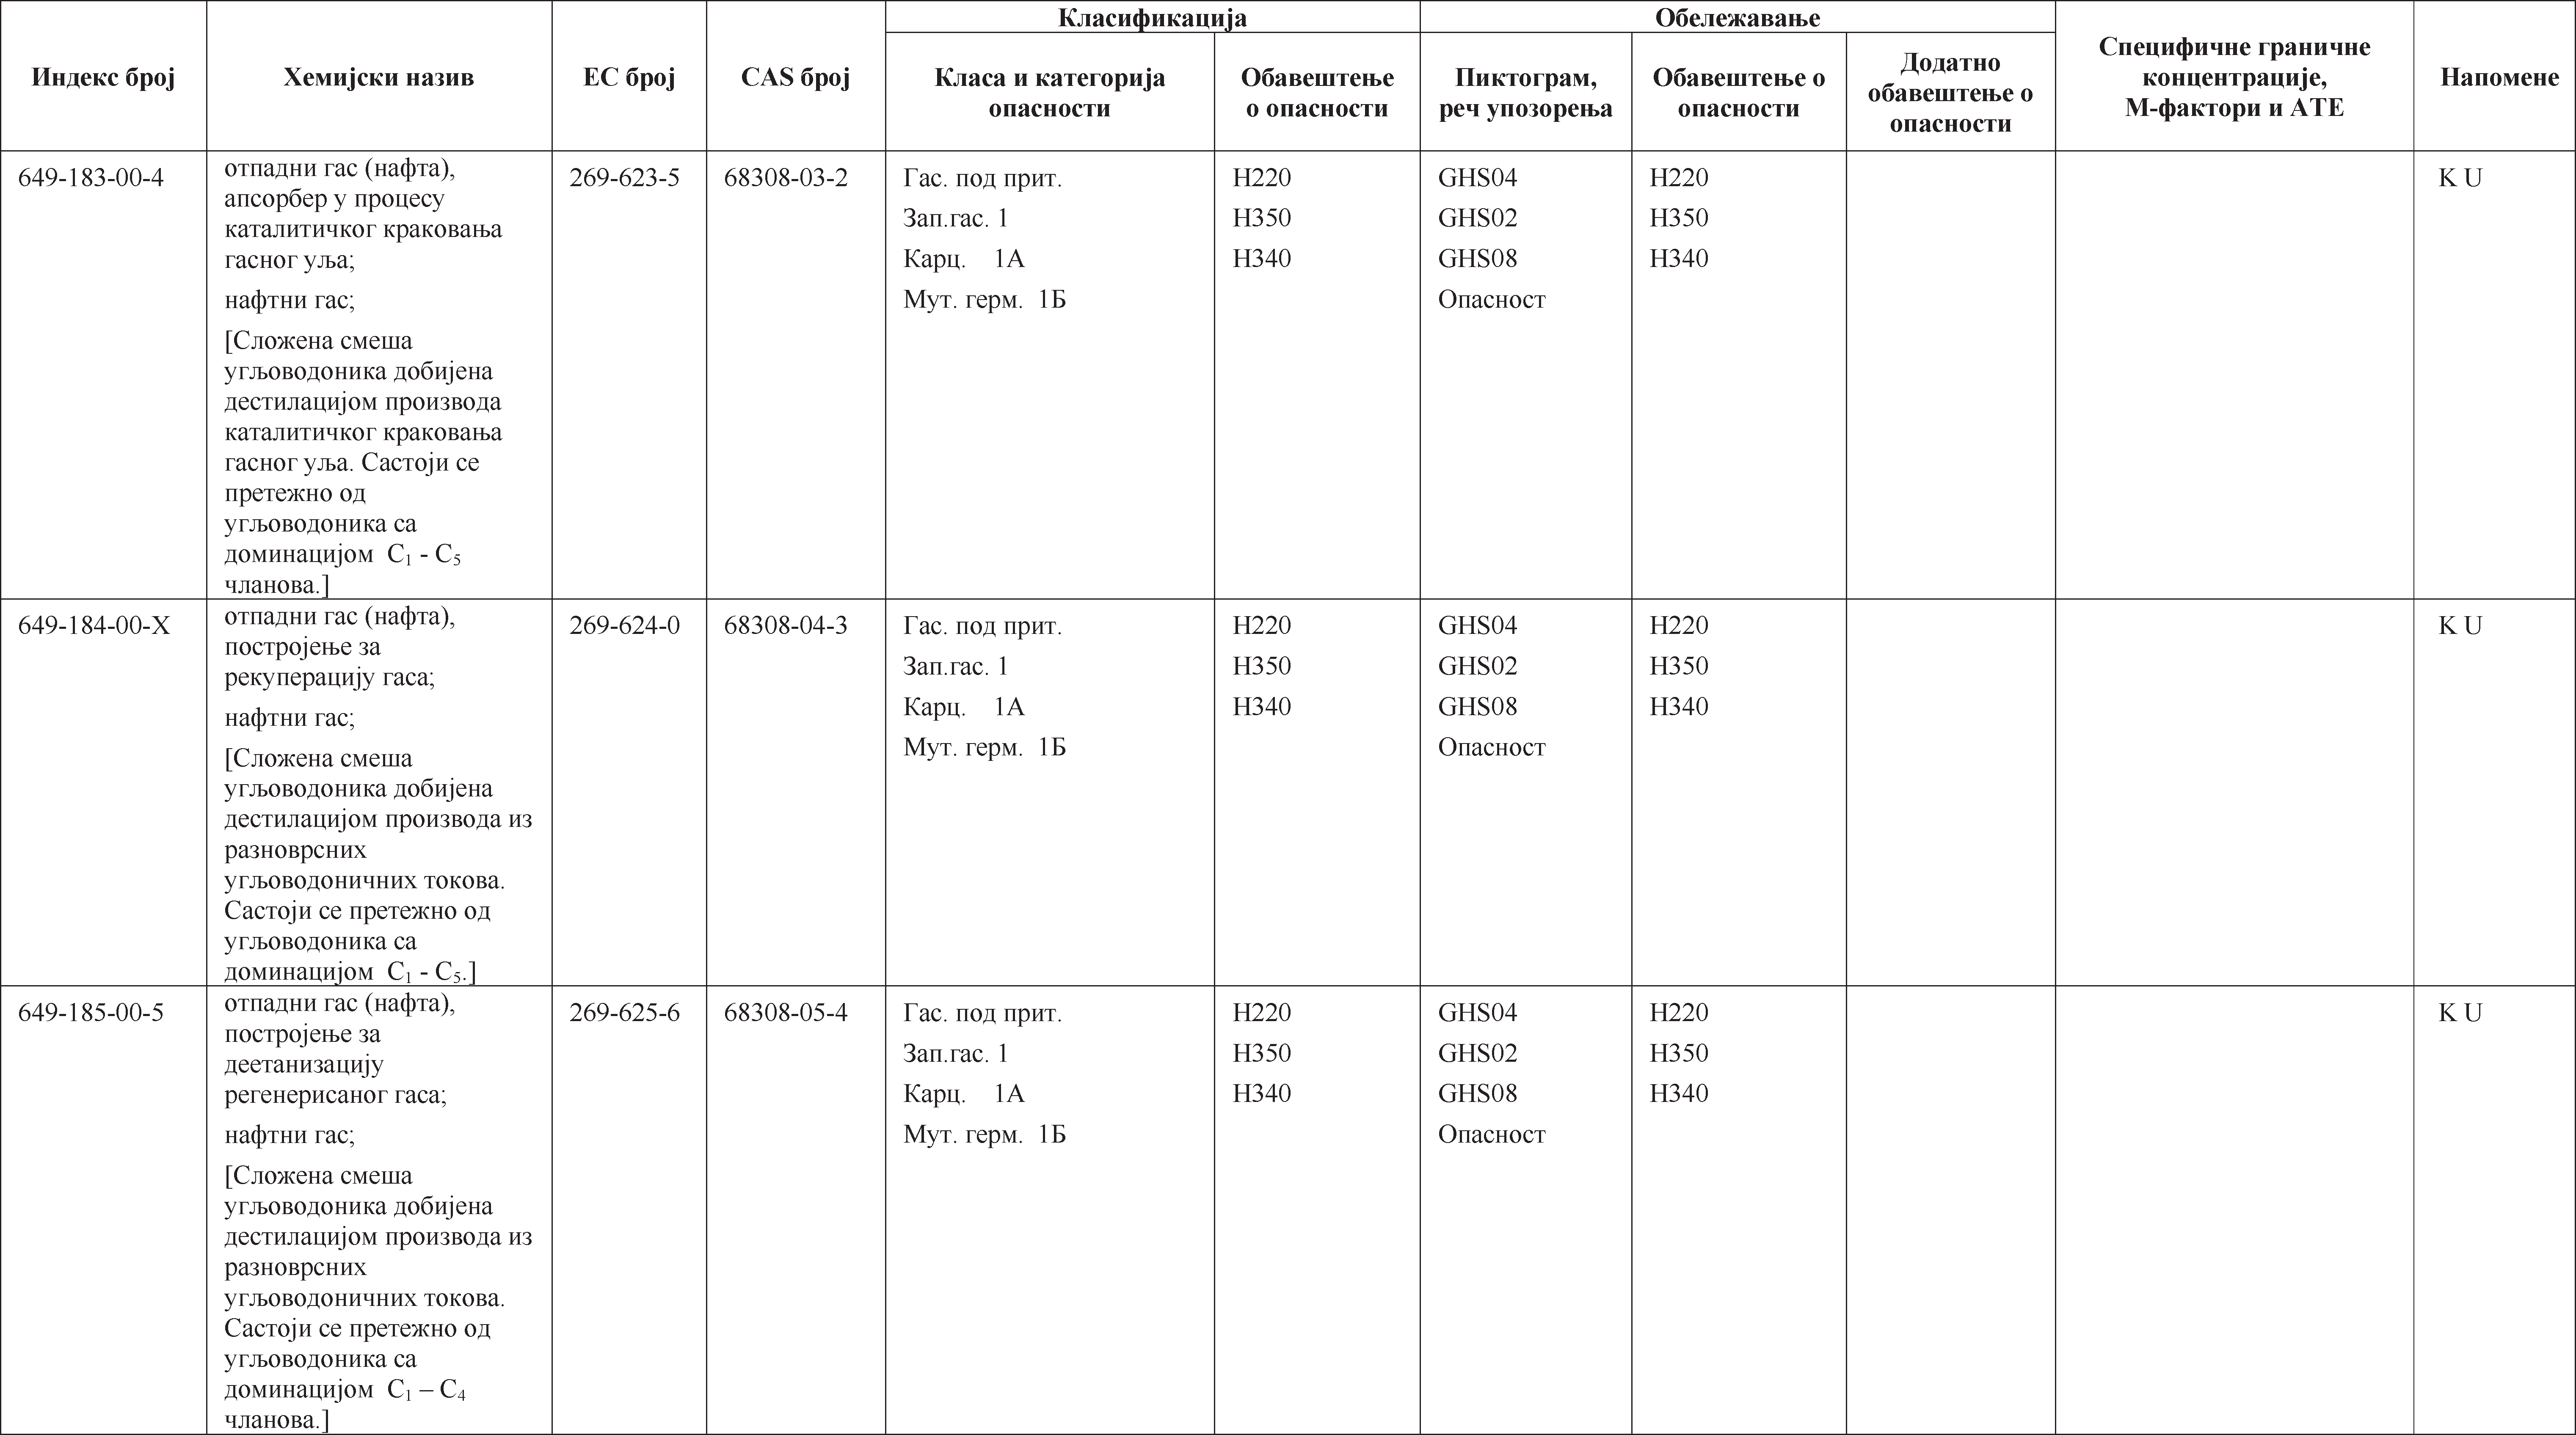 Класификација
Обележавање
Индекс број
Хемијски назив
ЕС број
CAS број
Класа и категорија
опасности
Обавештење
о опасности
Пиктограм,
реч упозорења
Обавештење о
опасности
Додатно
обавештење о
опасности
Специфичне граничне
концентрације,
М-фактори и АТЕ
Напомене
649-183-00-4
отпадни гас (нафта),
апсорбер у процесу
каталитичког краковања
гасног уља;
нафтни гас;
[Сложена смеша
угљоводоника добијена
дестилацијом производа
каталитичког краковања
гасног уља. Састоји се
претежно од
угљоводоника са
доминацијом C₁ - C₅
чланова.]
269-623-5
68308-03-2
Гас. под прит.
Зап.гас. 1
Карц. 1А
Мут. герм. 1Б
H220
H350
H340
GHS04
GHS02
GHS08
Опасност
H220
H350
H340
K U
649-184-00-X
отпадни гас (нафта),
постројење за
рекуперацију гаса;
нафтни гас;
[Сложена смеша
угљоводоника добијена
дестилацијом производа из
разноврсних
угљоводоничних токова.
Састоји се претежно од
угљоводоника са
доминацијом C₁ - C₅.]
269-624-0
68308-04-3
Гас. под прит.
Зап.гас. 1
Карц. 1А
Мут. герм. 1Б
H220
H350
H340
GHS04
GHS02
GHS08
Опасност
H220
H350
H340
K U
649-185-00-5
отпадни гас (нафта),
постројење за
деетанизацију
регенерисаног гаса;
нафтни гас;
[Сложена смеша
угљоводоника добијена
дестилацијом производа из
разноврсних
угљоводоничних токова.
Састоји се претежно од
угљоводоника са
доминацијом C₁ – C₄
чланова.]
269-625-6
68308-05-4
Гас. под прит.
Зап.гас. 1
Карц. 1А
Мут. герм. 1Б
H220
H350
H340
GHS04
GHS02
GHS08
Опасност
H220
H350
H340
K U